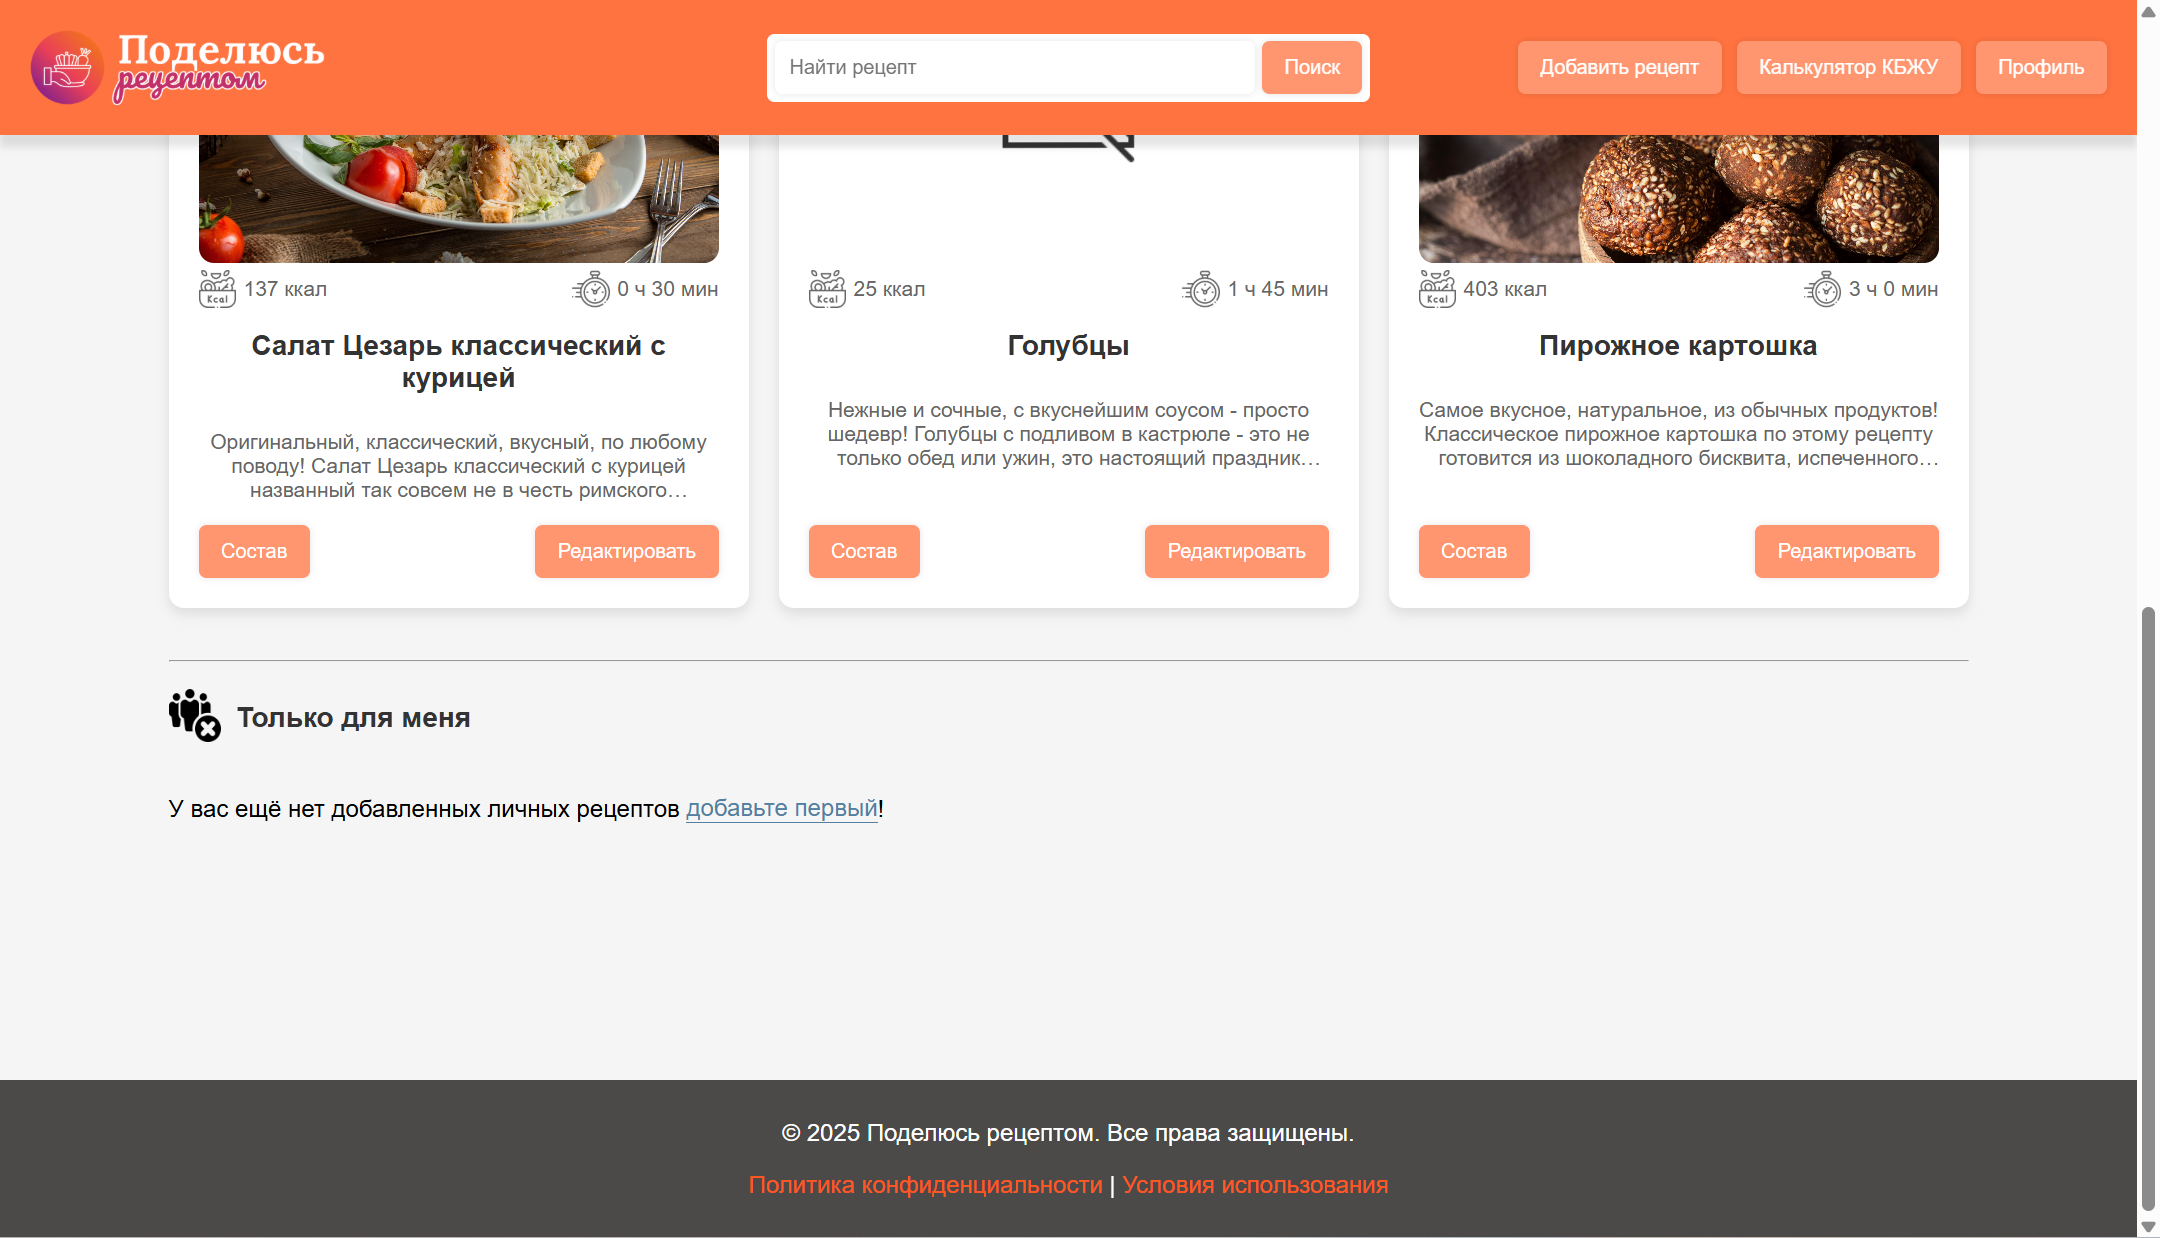 Поделюсь
рецептом
Найти рецепт
Поиск
Добавить рецепт
Калькулятор КБЖУ
Профиль
Kcal 137 ккал
0 ч 30 мин
Салат Цезарь классический с
курицей
Оригинальный, классический, вкусный, по любому
поводу! Салат Цезарь классический с курицей
названный так совсем не в честь римского…
Состав
Редактировать
Kcal 25 ккал
1 ч 45 мин
Голубцы
Нежные и сочные, с вкуснейшим соусом - просто
шедевр! Голубцы с подливом в кастрюле - это не
только обед или ужин, это настоящий праздник…
Состав
Редактировать
Kcal 403 ккал
3 ч 0 мин
Пирожное картошка
Самое вкусное, натуральное, из обычных продуктов!
Классическое пирожное картошка по этому рецепту
готовится из шоколадного бисквита, испеченного…
Состав
Редактировать
Только для меня
У вас ещё нет добавленных личных рецептов добавьте первый!
© 2025 Поделюсь рецептом. Все права защищены.
Политика конфиденциальности | Условия использования